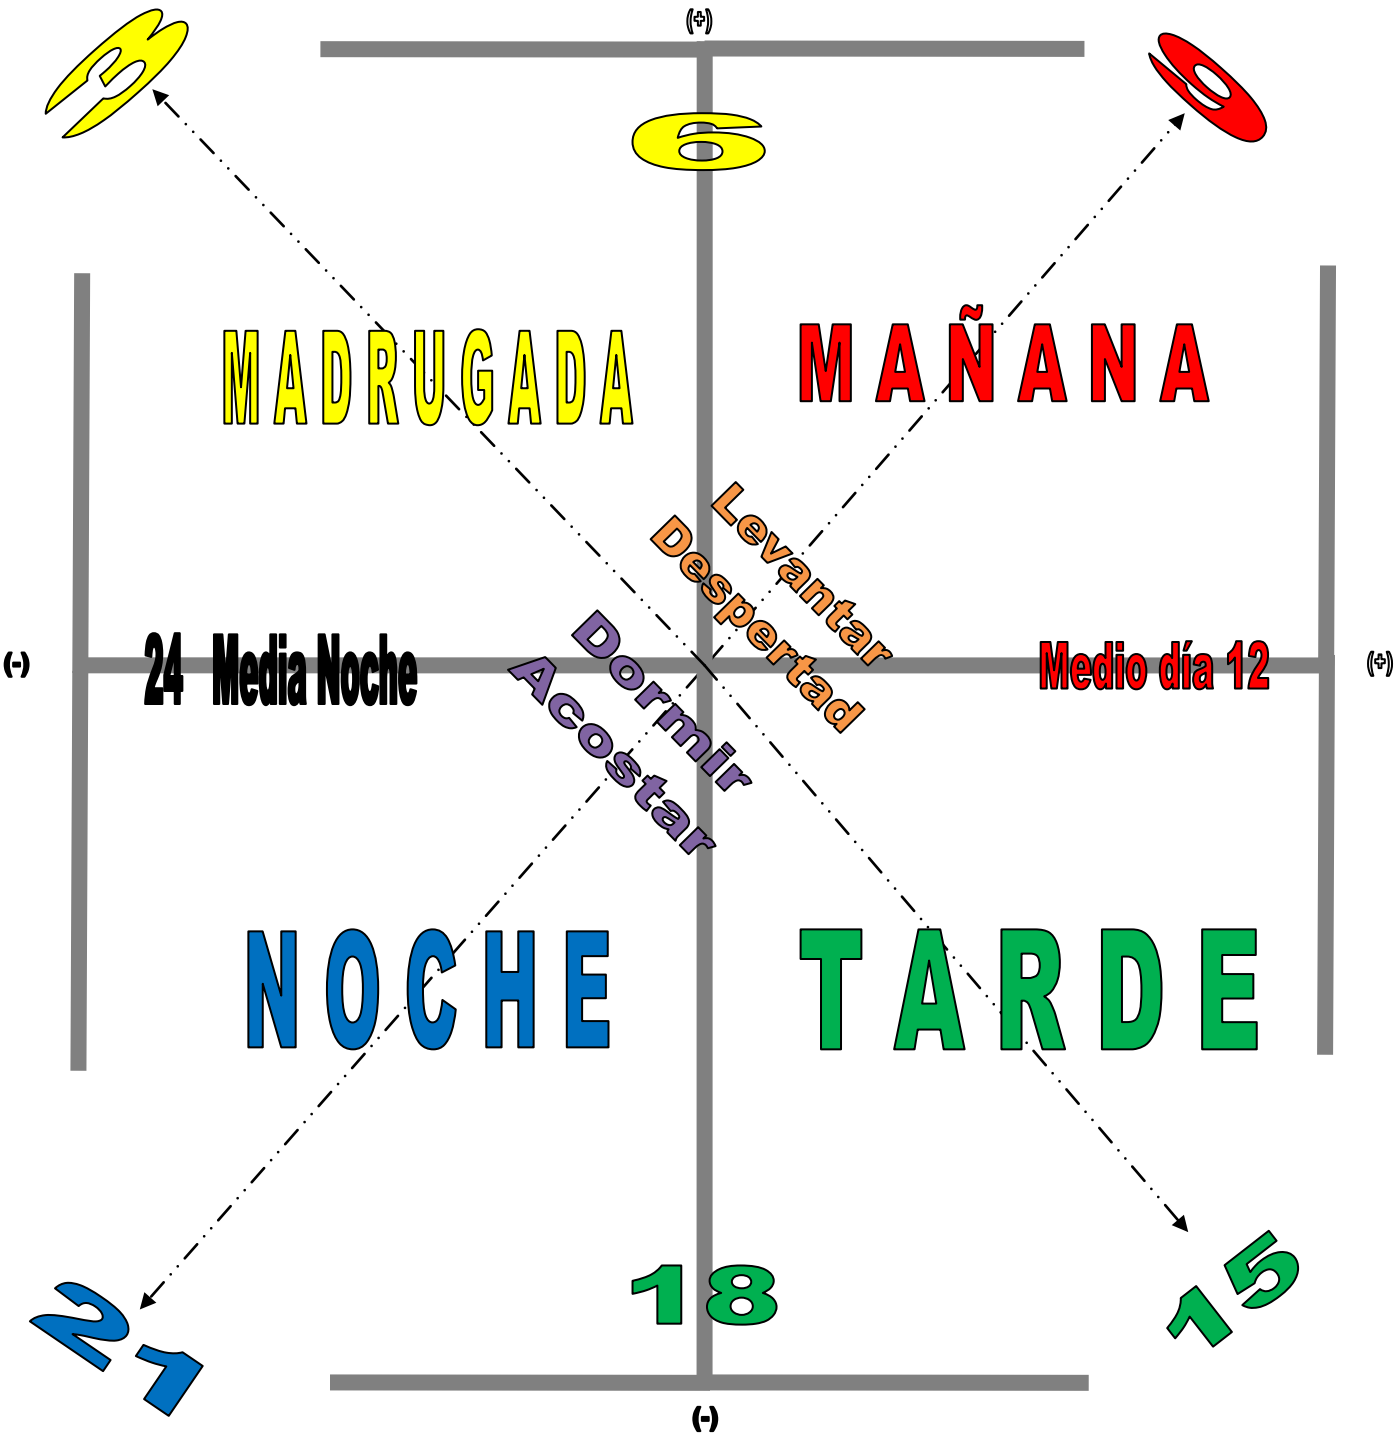 (+)
3
9
6
MADRUGADA
MAÑANA
Levantar
Despertad
Dormir
Acostar
(-)
24 Media Noche
Medio día 12
(+)
NOCHE
TARDE
21
18
15
(-)